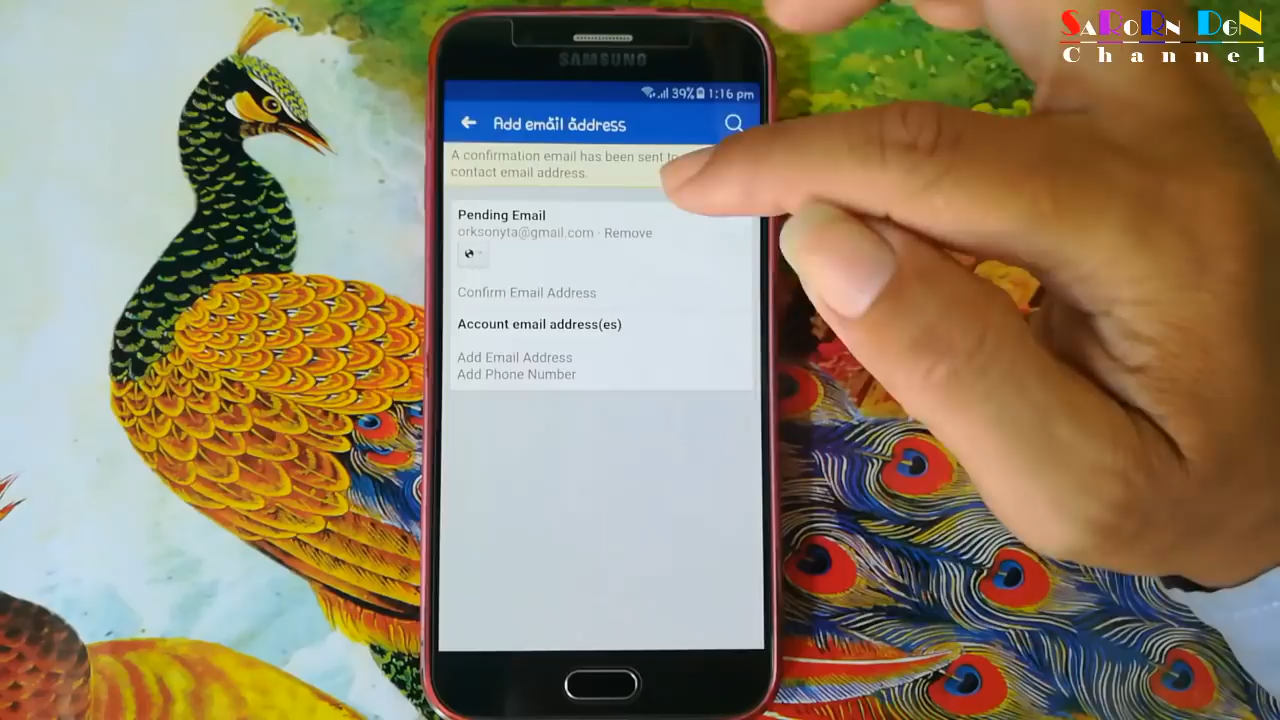 SaRoRn DgN
Channel
SAMSUNG
39% 1:16 pm
Add email address
A confirmation email has been sent to
contact email address.
Pending Email
orksonyta@gmail.com · Remove
Confirm Email Address
Account email address(es)
Add Email Address
Add Phone Number